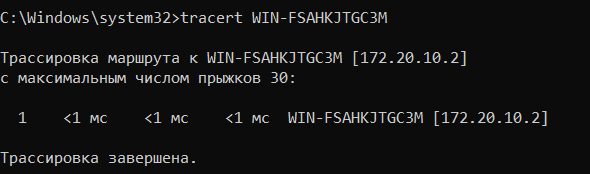 C:\Windows\system32>tracert WIN-FSAHKJTGC3M
Трассировка маршрута к WIN-FSAHKJTGC3M [172.20.10.2]
с максимальным числом прыжков 30:
1 <1 мс <1 мс <1 мс WIN-FSAHKJTGC3M [172.20.10.2]
Трассировка завершена.